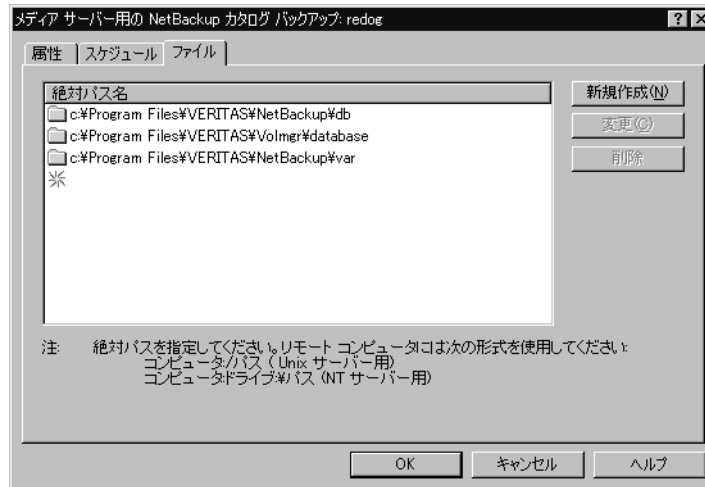 メディア サーバー用の NetBackup カタログ バックアップ: redog
属性 スケジュール ファイル
絶対パス名
新規作成(N)
c:¥Program Files¥VERITAS¥NetBackup¥db
変更(C)
c:¥Program Files¥VERITAS¥Volmgr¥database
削除
c:¥Program Files¥VERITAS¥NetBackup¥var
注: 絶対パスを指定してください。リモート コンピュータには次の形式を使用してください:
コンピュータ:/パス ( Unix サーバー用)
コンピュータ:ドライブ:¥パス (NT サーバー用)
OK キャンセル ヘルプ